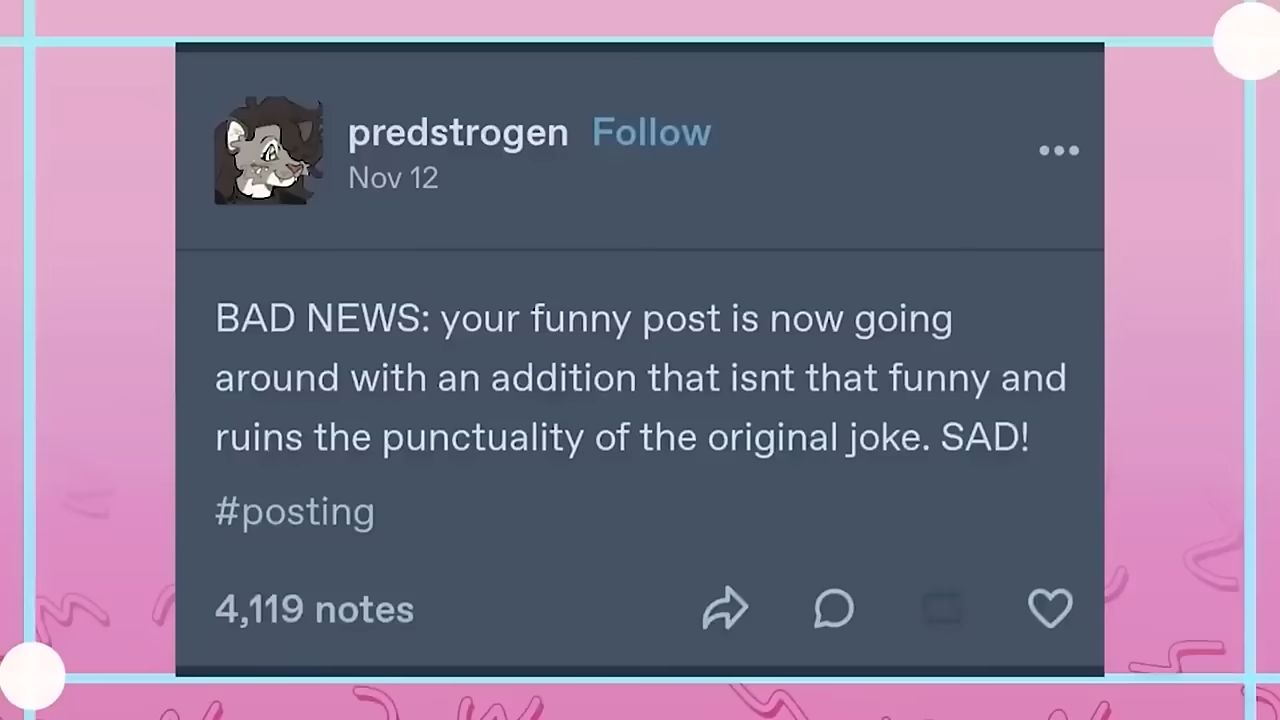 predstrogen Follow
Nov 12
BAD NEWS: your funny post is now going
around with an addition that isnt that funny and
ruins the punctuality of the original joke. SAD!
#posting
4,119 notes